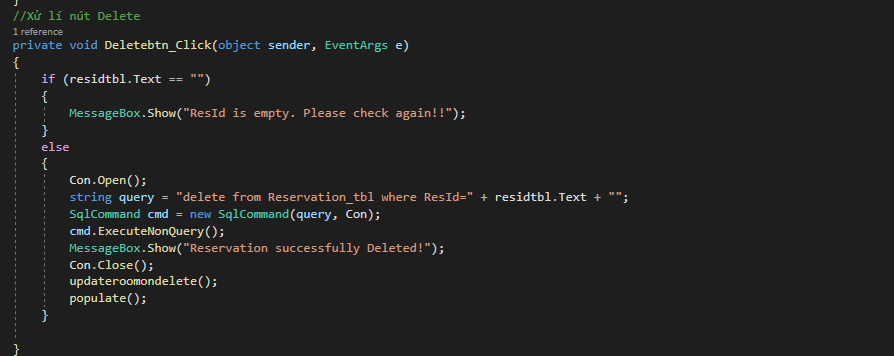 }
//Xử lí nút Delete
1 reference
private void Deletebtn_Click(object sender, EventArgs e)
{
if (residtbl.Text == "")
{
MessageBox.Show("ResId is empty. Please check again!!");
}
else
{
Con.Open();
string query = "delete from Reservation_tbl where ResId=" + residtbl.Text + "";
SqlCommand cmd = new SqlCommand(query, Con);
cmd.ExecuteNonQuery();
MessageBox.Show("Reservation successfully Deleted!");
Con.Close();
updateroomondelete();
populate();
}
}